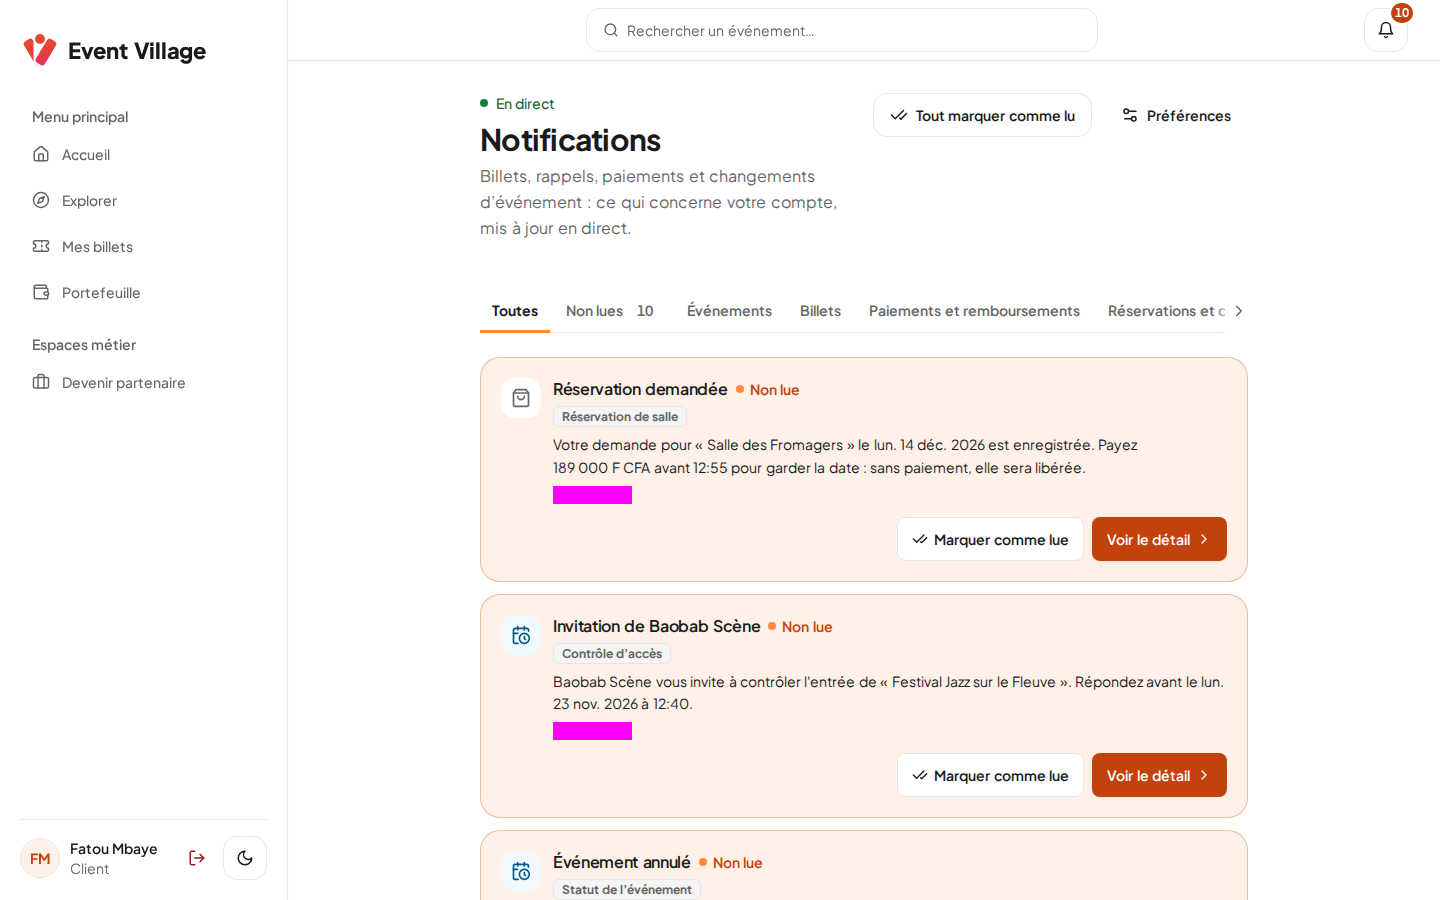 Event Village
Rechercher un événement…
10
Menu principal
Accueil
Explorer
Mes billets
Portefeuille
Espaces métier
Devenir partenaire
FM
Fatou Mbaye
Client
En direct
Notifications
Billets, rappels, paiements et changements
d’événement : ce qui concerne votre compte,
mis à jour en direct.
Tout marquer comme lu
Préférences
Toutes
Non lues 10
Événements
Billets
Paiements et remboursements
Réservations et c
Réservation demandée
Non lue
Réservation de salle
Votre demande pour « Salle des Fromagers » le lun. 14 déc. 2026 est enregistrée. Payez
189 000 F CFA avant 12:55 pour garder la date : sans paiement, elle sera libérée.
Marquer comme lue
Voir le détail
Invitation de Baobab Scène
Non lue
Contrôle d’accès
Baobab Scène vous invite à contrôler l'entrée de « Festival Jazz sur le Fleuve ». Répondez avant le lun.
23 nov. 2026 à 12:40.
Marquer comme lue
Voir le détail
Événement annulé
Non lue
Statut de l’événement